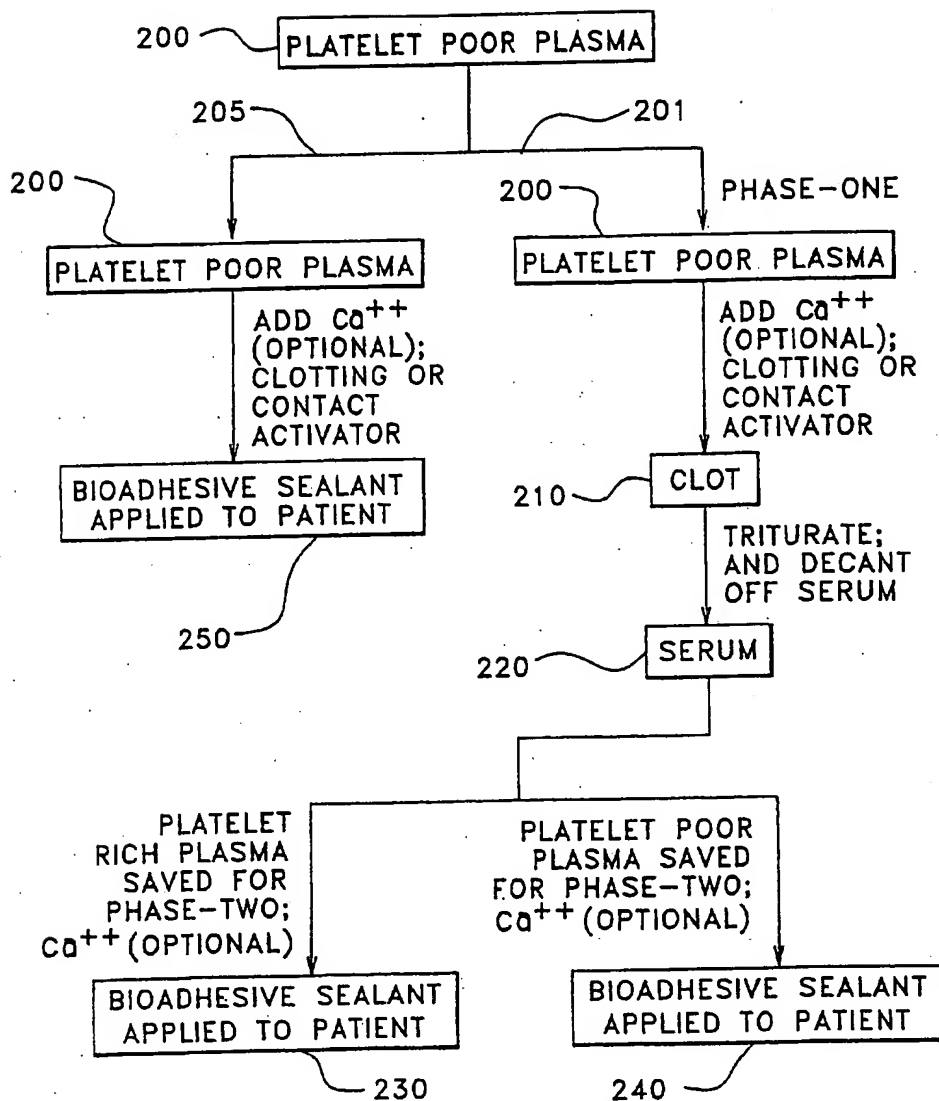 200
PLATELET POOR PLASMA
205
201
200
200
PHASE-ONE
PLATELET POOR PLASMA
PLATELET POOR PLASMA
ADD Ca++
(OPTIONAL);
CLOTTING OR
CONTACT
ACTIVATOR
ADD Ca++
(OPTIONAL);
CLOTTING OR
CONTACT
ACTIVATOR
BIOADHESIVE SEALANT
APPLIED TO PATIENT
250
210
CLOT
TRITURATE;
AND DECANT
OFF SERUM
220
SERUM
PLATELET
RICH PLASMA
SAVED FOR
PHASE-TWO;
Ca++ (OPTIONAL)
PLATELET POOR
PLASMA SAVED
FOR PHASE-TWO;
Ca++ (OPTIONAL)
BIOADHESIVE SEALANT
APPLIED TO PATIENT
230
BIOADHESIVE SEALANT
APPLIED TO PATIENT
240